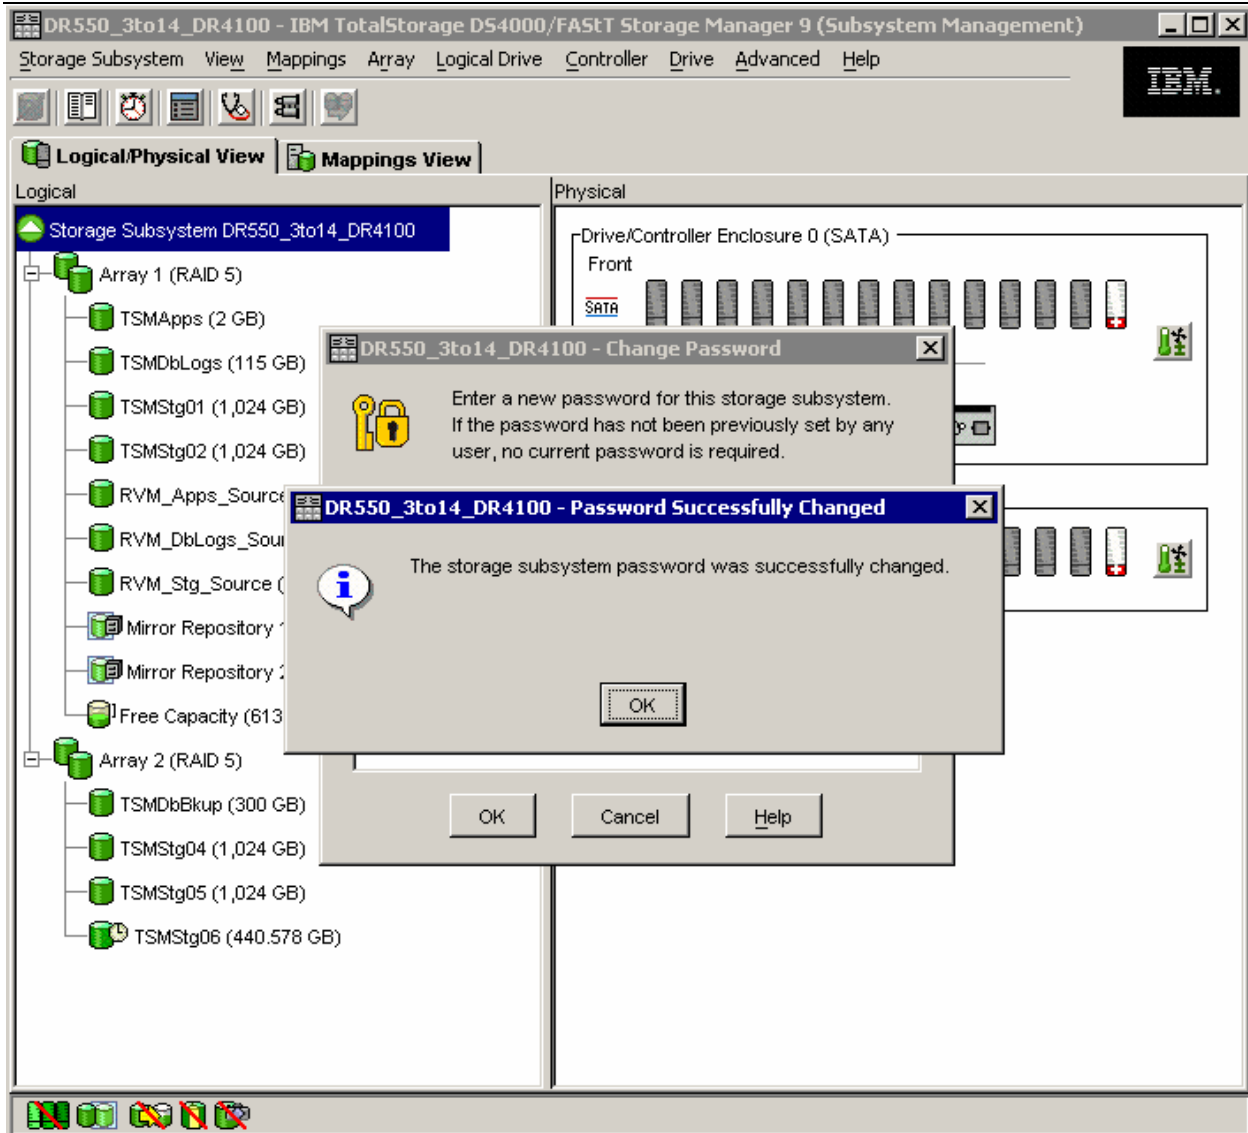 DR550_3to14_DR4100 - IBM TotalStorage DS4000/FAStT Storage Manager 9 (Subsystem Management)
Storage Subsystem View Mappings Array Logical Drive Controller Drive Advanced Help
IBM.
Logical/Physical View Mappings View
Logical
Storage Subsystem DR550_3to14_DR4100
Array 1 (RAID 5)
TSMApps (2 GB)
TSMDbLogs (115 GB)
TSMStg01 (1,024 GB)
TSMStg02 (1,024 GB)
RVM_Apps_Source
RVM_DbLogs_Sour
RVM_Stg_Source (
Mirror Repository 1
Mirror Repository 2
Free Capacity (613
Array 2 (RAID 5)
TSMDbBkup (300 GB)
TSMStg04 (1,024 GB)
TSMStg05 (1,024 GB)
TSMStg06 (440.578 GB)
Physical
Drive/Controller Enclosure 0 (SATA)
Front
SATA
DR550_3to14_DR4100 - Change Password
Enter a new password for this storage subsystem.
If the password has not been previously set by any
user, no current password is required.
DR550_3to14_DR4100 - Password Successfully Changed
The storage subsystem password was successfully changed.
OK
OK Cancel Help